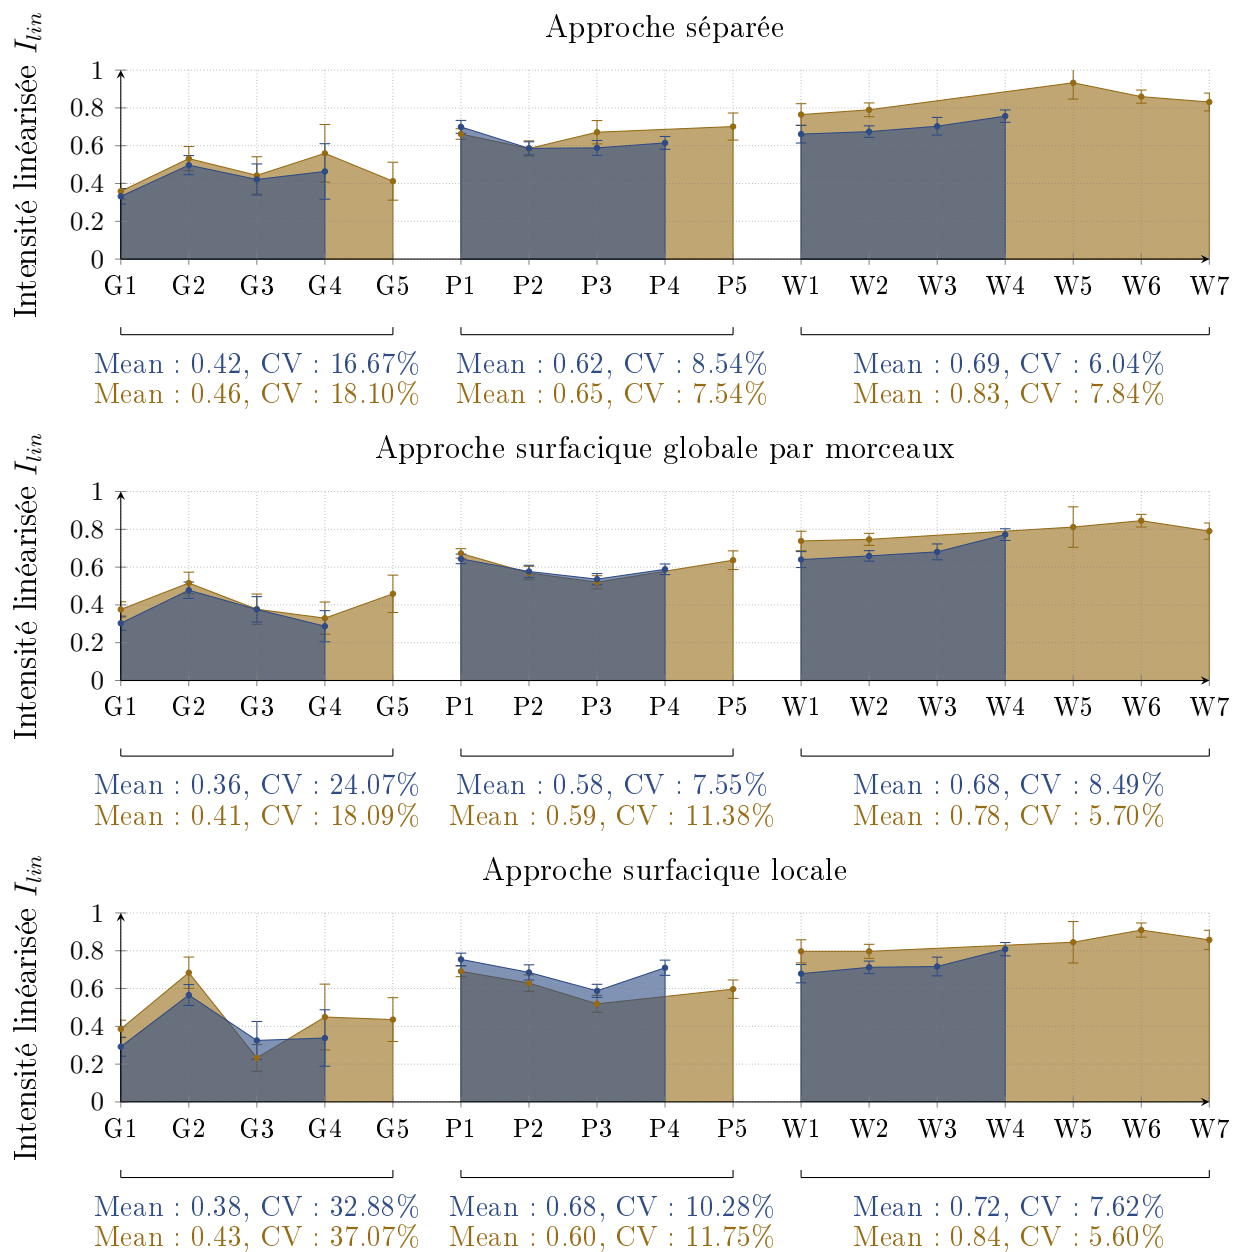 Approche séparée
Intensité linéarisée I_lin
1
0.8
0.6
0.4
0.2
0
G1 G2 G3 G4 G5 P1 P2 P3 P4 P5 W1 W2 W3 W4 W5 W6 W7
Mean : 0.42, CV : 16.67% Mean : 0.62, CV : 8.54% Mean : 0.69, CV : 6.04%
Mean : 0.46, CV : 18.10% Mean : 0.65, CV : 7.54% Mean : 0.83, CV : 7.84%
Approche surfacique globale par morceaux
Intensité linéarisée I_lin
1
0.8
0.6
0.4
0.2
0
G1 G2 G3 G4 G5 P1 P2 P3 P4 P5 W1 W2 W3 W4 W5 W6 W7
Mean : 0.36, CV : 24.07% Mean : 0.58, CV : 7.55% Mean : 0.68, CV : 8.49%
Mean : 0.41, CV : 18.09% Mean : 0.59, CV : 11.38% Mean : 0.78, CV : 5.70%
Approche surfacique locale
Intensité linéarisée I_lin
1
0.8
0.6
0.4
0.2
0
G1 G2 G3 G4 G5 P1 P2 P3 P4 P5 W1 W2 W3 W4 W5 W6 W7
Mean : 0.38, CV : 32.88% Mean : 0.68, CV : 10.28% Mean : 0.72, CV : 7.62%
Mean : 0.43, CV : 37.07% Mean : 0.60, CV : 11.75% Mean : 0.84, CV : 5.60%